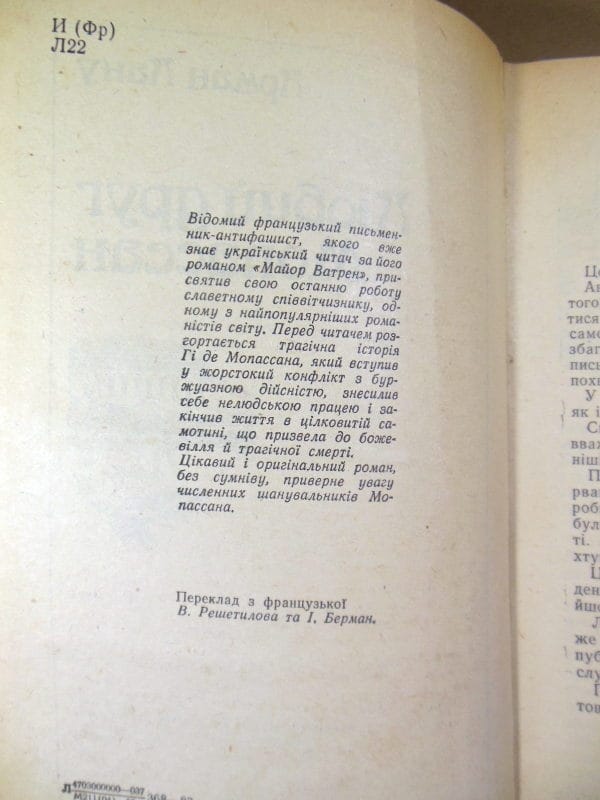 И (Фр)
Л22
Відомий французький письмен-
ник-антифашист, якого вже
знає український читач за його
романом «Майор Ватрен», при-
святив свою останню роботу
славетному співвітчизнику, од-
ному з найпопулярніших рома-
ністів світу. Перед читачем роз-
гортається трагічна історія
Гі де Мопассана, який вступив
у жорстокий конфлікт з бур-
жуазною дійсністю, знесилив
себе нелюдською працею і за-
кінчив життя в цілковитій са-
мотині, що призвела до боже-
вілля й трагічної смерті.
Цікавий і оригінальний роман,
без сумніву, приверне увагу
численних шанувальників Мо-
пассана.
Переклад з французької
В. Решетилова та І. Берман.
Л 4703000000—037